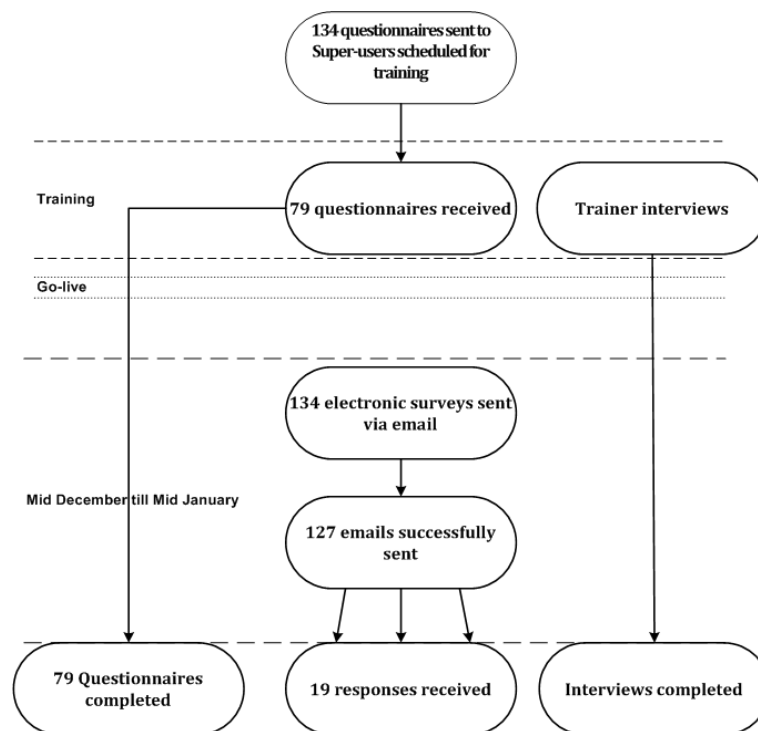 134 questionnaires sent to
Super-users scheduled for
training
Training
79 questionnaires received
Trainer interviews
Go-live
134 electronic surveys sent
via email
Mid December till Mid January
127 emails successfully
sent
79 Questionnaires
completed
19 responses received
Interviews completed